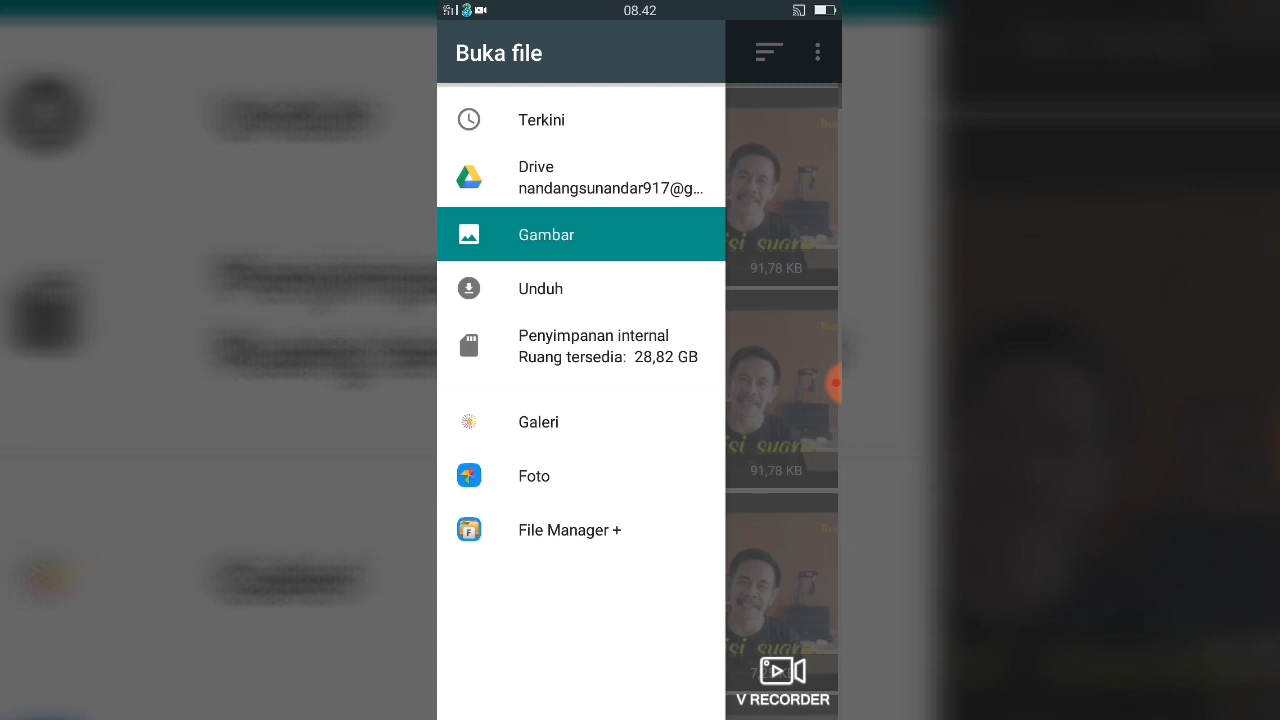 08.42
Buka file
Terkini
Drive
nandangsunandar917@g...
Gambar
Unduh
Penyimpanan internal
Ruang tersedia: 28,82 GB
Galeri
Foto
File Manager +
91,78 KB
91,78 KB
V RECORDER